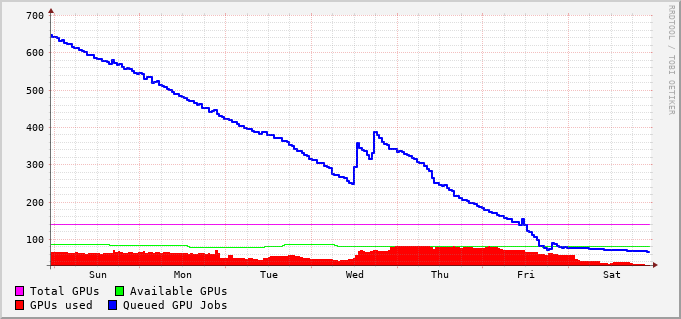 700
600
500
400
300
200
100
Sun Mon Tue Wed Thu Fri Sat
Total GPUs Available GPUs
GPUs used Queued GPU Jobs
RRDTOOL / TOBI OETIKER